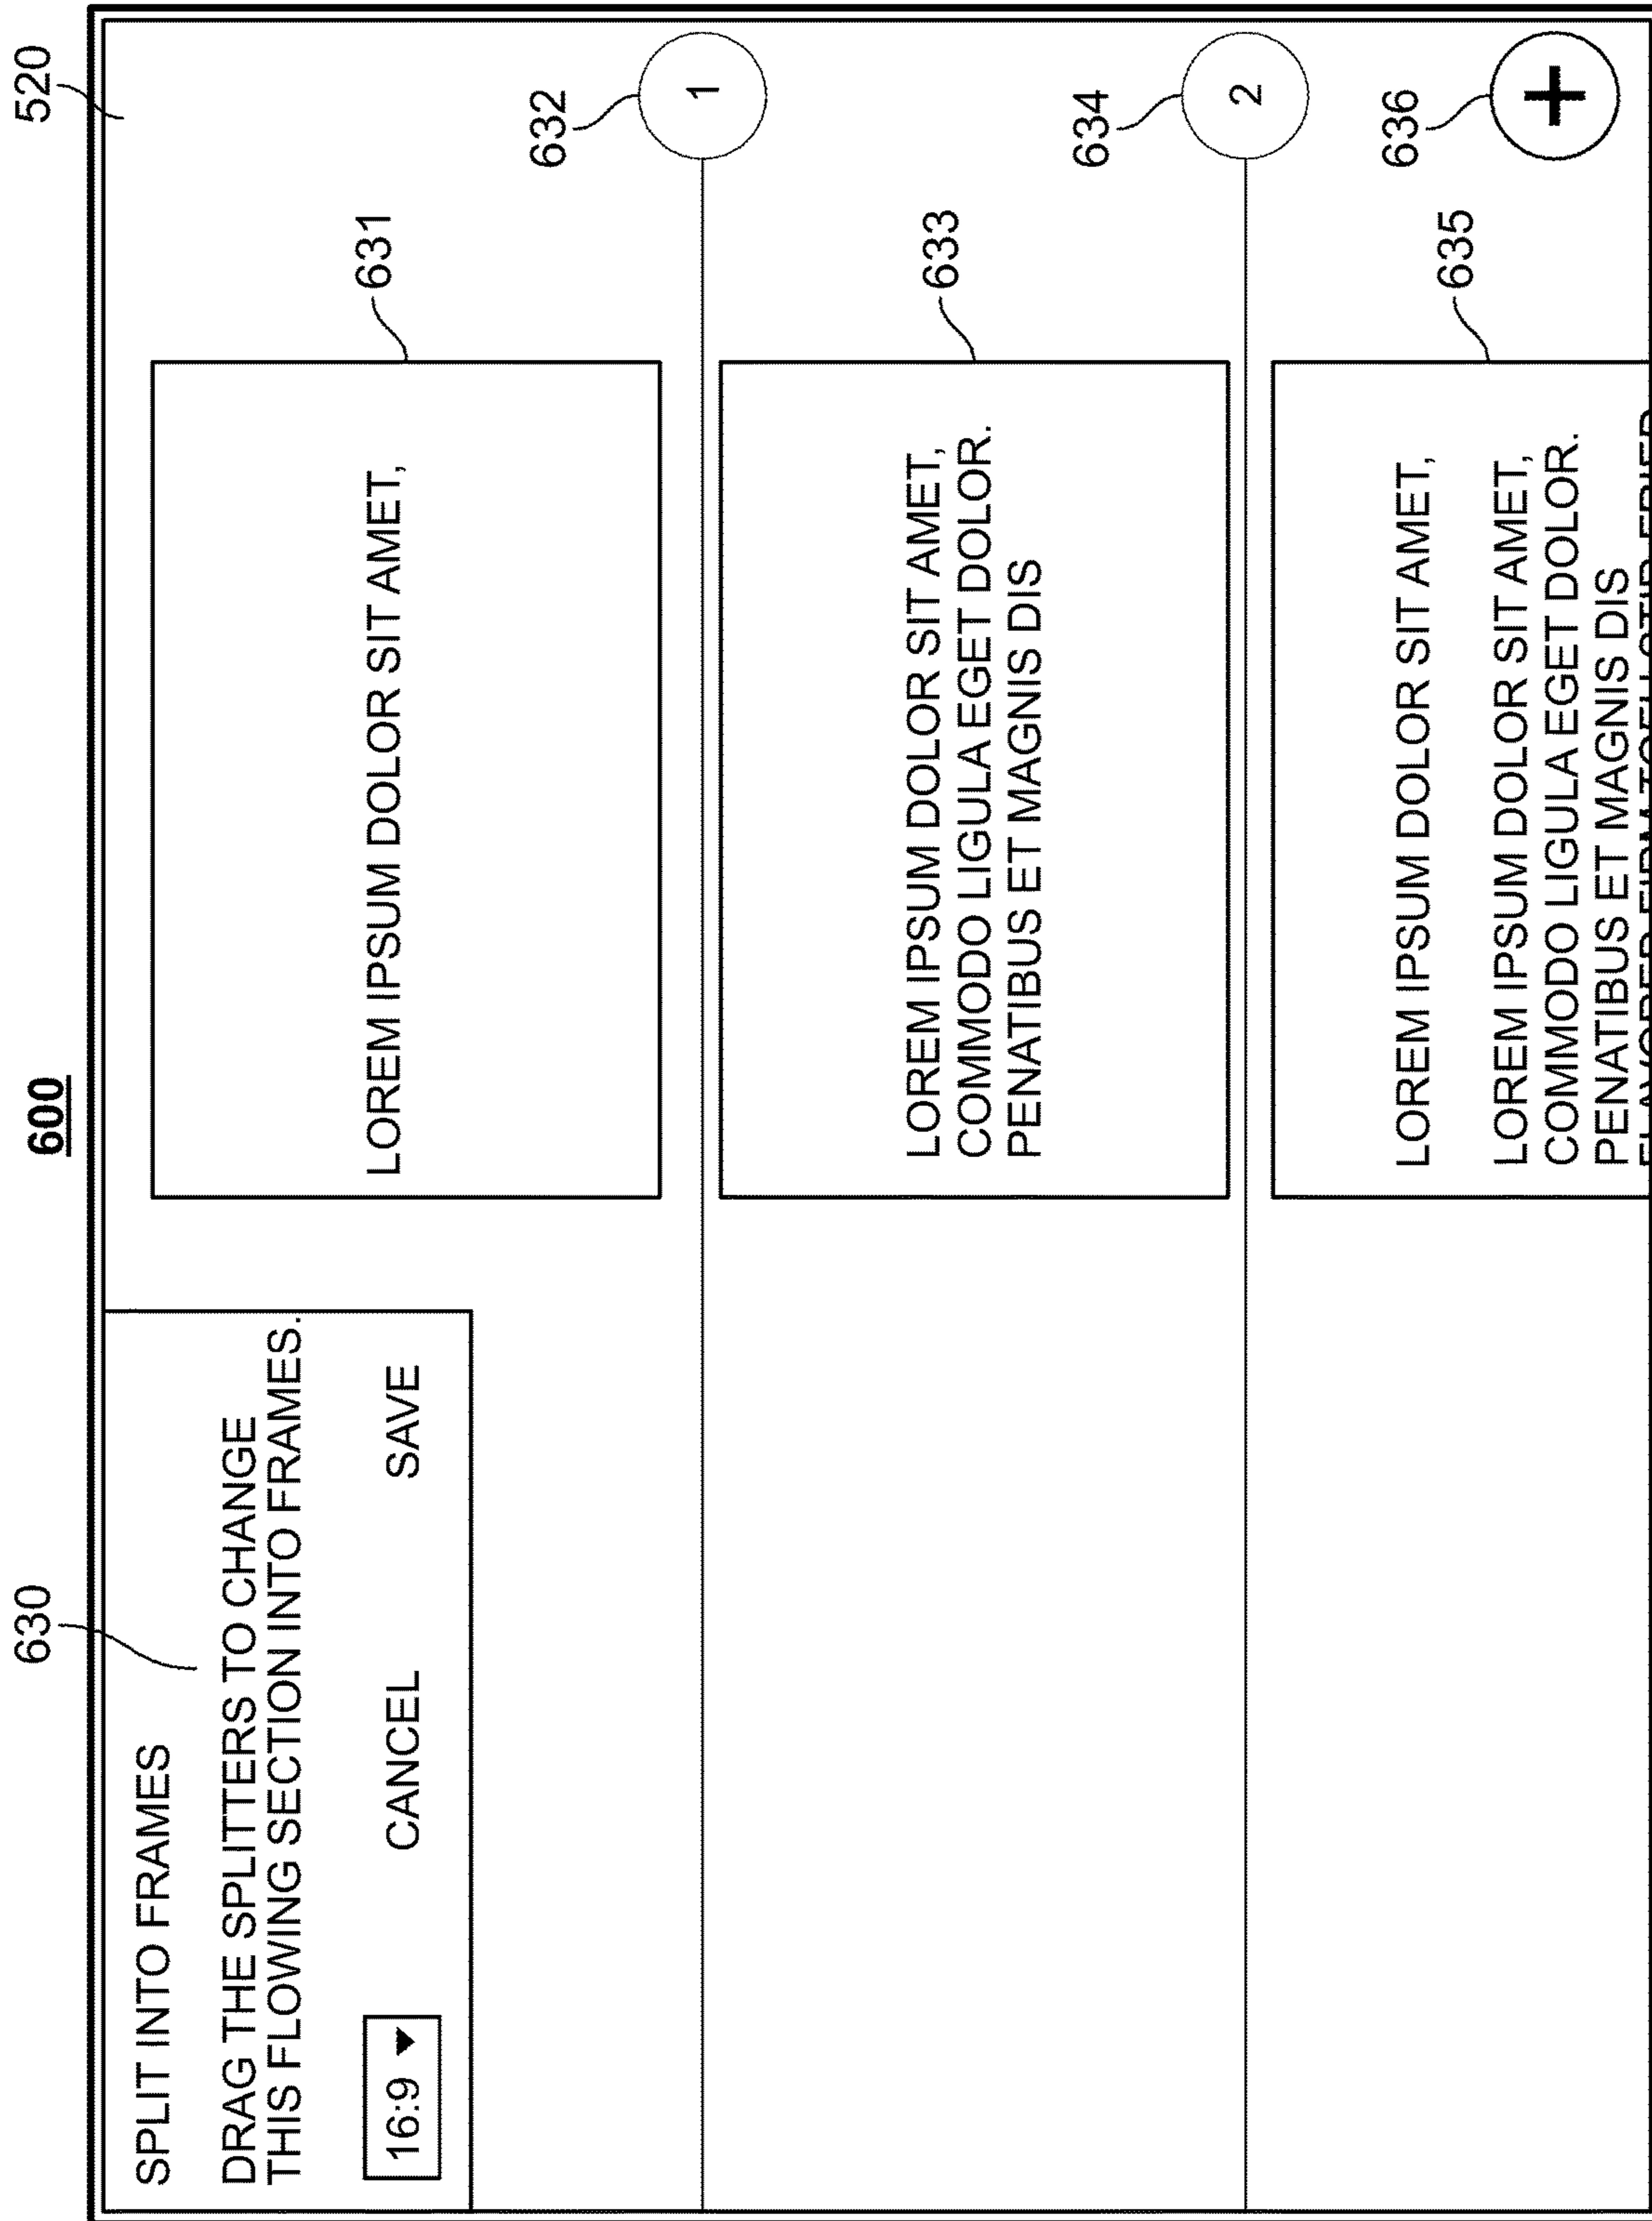 600
630
520
SPLIT INTO FRAMES
DRAG THE SPLITTERS TO CHANGE
THIS FLOWING SECTION INTO FRAMES.
16:9
CANCEL
SAVE
LOREM IPSUM DOLOR SIT AMET,
631
632
1
LOREM IPSUM DOLOR SIT AMET,
COMMODO LIGULA EGET DOLOR.
PENATIBUS ET MAGNIS DIS
633
634
2
LOREM IPSUM DOLOR SIT AMET,
LOREM IPSUM DOLOR SIT AMET,
COMMODO LIGULA EGET DOLOR.
PENATIBUS ET MAGNIS DIS
635
636
+